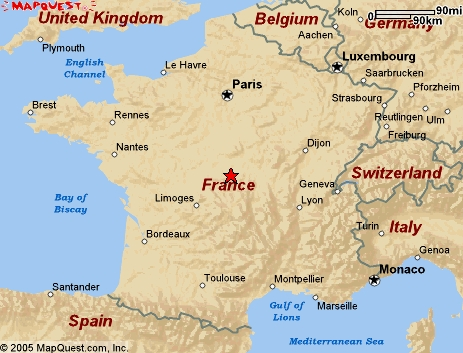 MAPQUEST
United Kingdom
Belgium
Koln
0
90mi
90km
Germany
Aachen
Plymouth
English
Channel
Le Havre
Luxembourg
Saarbrucken
Paris
Strasbourg
Pforzheim
Brest
Rennes
Reutlingen
Ulm
Freiburg
Nantes
Dijon
Switzerland
France
Geneva
Bay of
Biscay
Limoges
Lyon
Turin
Italy
Bordeaux
Genoa
Monaco
Santander
Toulouse
Montpellier
Gulf of
Lions
Marseille
Spain
Mediterranean Sea
© 2005 MapQuest.com, Inc.